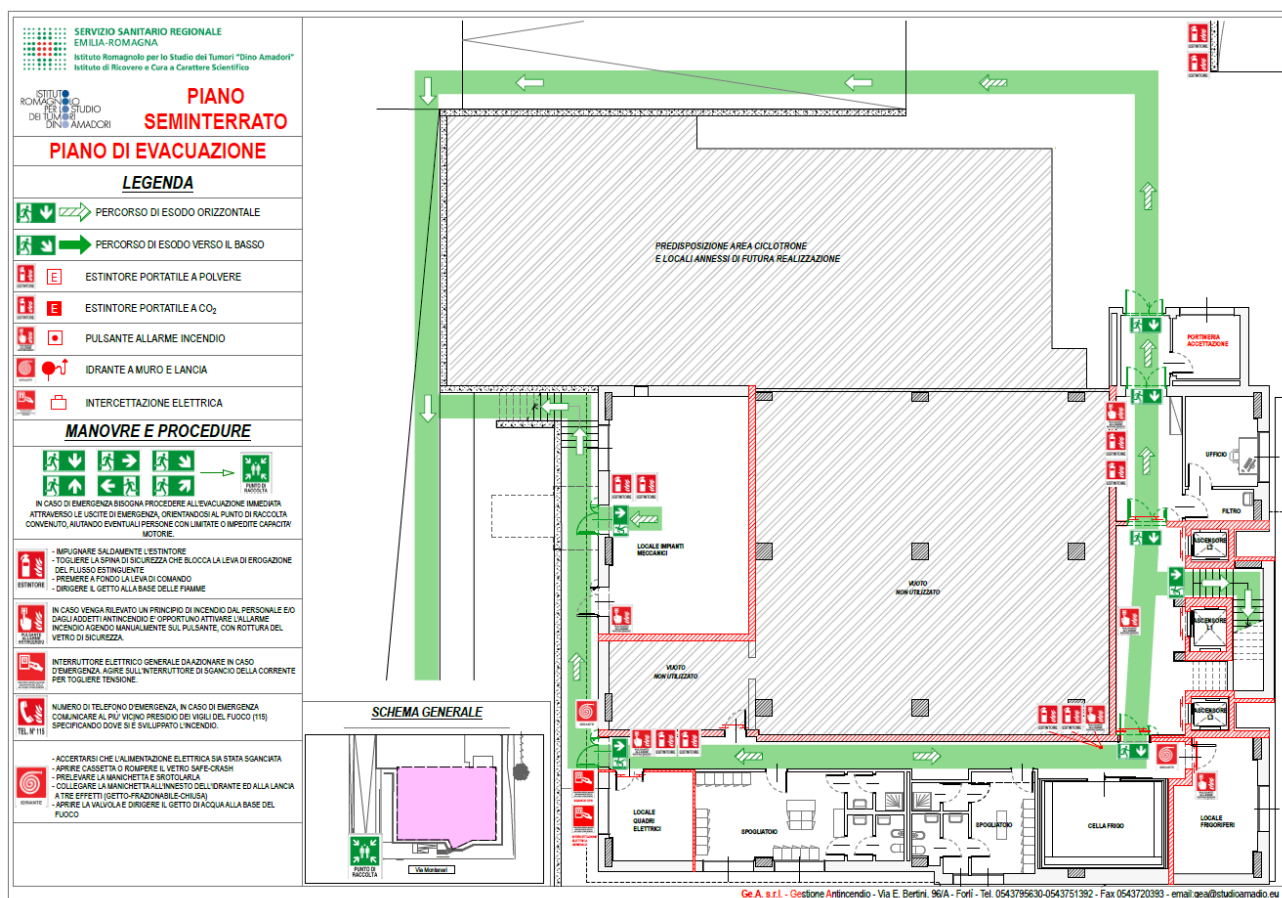 SERVIZIO SANITARIO REGIONALE
EMILIA-ROMAGNA
Istituto Romagnolo per lo Studio dei Tumori "Dino Amadori"
Istituto di Ricovero e Cura a Carattere Scientifico
ISTITUTO
ROMAGNOLO
PER LO STUDIO
DEI TUMORI
DINO AMADORI
PIANO
SEMINTERRATO
PIANO DI EVACUAZIONE
LEGENDA
PERCORSO DI ESODO ORIZZONTALE
PERCORSO DI ESODO VERSO IL BASSO
E
ESTINTORE PORTATILE A POLVERE
E
ESTINTORE PORTATILE A CO2
PULSANTE ALLARME INCENDIO
IDRANTE A MURO E LANCIA
INTERCETTAZIONE ELETTRICA
MANOVRE E PROCEDURE
PUNTO DI
RACCOLTA
IN CASO DI EMERGENZA BISOGNA PROCEDERE ALL'EVACUAZIONE IMMEDIATA
ATTRAVERSO LE USCITE DI EMERGENZA, ORIENTANDOSI AL PUNTO DI RACCOLTA
CONVENUTO, AIUTANDO EVENTUALI PERSONE CON LIMITATE O IMPEDITE CAPACITA'
MOTORIE.
ESTINTORE
- IMPUGNARE SALDAMENTE L'ESTINTORE
- TOGLIERE LA SPINA DI SICUREZZA CHE BLOCCA LA LEVA DI EROGAZIONE
DEL FLUSSO ESTINGUENTE
- PREMERE A FONDO LA LEVA DI COMANDO
- DIRIGERE IL GETTO ALLA BASE DELLE FIAMME
IN CASO VENGA RILEVATO UN PRINCIPIO DI INCENDIO DAL PERSONALE E/O
DAGLI ADDETTI ANTINCENDIO E' OPPORTUNO ATTIVARE L'ALLARME
INCENDIO AGENDO MANUALMENTE SUL PULSANTE, CON ROTTURA DEL
VETRO DI SICUREZZA.
INTERRUTTORE ELETTRICO GENERALE DA AZIONARE IN CASO
D'EMERGENZA. AGIRE SULL'INTERRUTTORE DI SGANCIO DELLA CORRENTE
PER TOGLIERE TENSIONE.
TEL. N° 115
NUMERO DI TELEFONO D'EMERGENZA, IN CASO DI EMERGENZA
COMUNICARE AL PIU' VICINO PRESIDIO DEI VIGILI DEL FUOCO (115)
SPECIFICANDO DOVE SI E' SVILUPPATO L'INCENDIO.
IDRANTE
- ACCERTARSI CHE L'ALIMENTAZIONE ELETTRICA SIA STATA SGANCIATA
- APRIRE CASSETTA O ROMPERE IL VETRO SAFE-CRASH
- PRELEVARE LA MANICHETTA E SROTOLARLA
- COLLEGARE LA MANICHETTA ALL'INNESTO DELL'IDRANTE ED ALLA LANCIA
A TRE EFFETTI (GETTO-FRAZIONABILE-CHIUSA)
- APRIRE LA VALVOLA E DIRIGERE IL GETTO DI ACQUA ALLA BASE DEL
FUOCO
PREDISPOSIZIONE AREA CICLOTRONE
E LOCALI ANNESSI DI FUTURA REALIZZAZIONE
PORTINERIA
ACCETTAZIONE
UFFICIO
FILTRO
ASCENSORE
L2
LOCALE IMPIANTI
MECCANICI
VUOTO
NON UTILIZZATO
ASCENSORE
L1
VUOTO
NON UTILIZZATO
ASCENSORE
L3
SCHEMA GENERALE
PUNTO DI
RACCOLTA
Via Montanari
LOCALE
QUADRI
ELETTRICI
SPOGLIATOIO
SPOGLIATOIO
CELLA FRIGO
LOCALE
FRIGORIFERI
Ge.A. s.r.l. - Gestione Antincendio - Via E. Bertini, 96/A - Forlì - Tel. 0543795630-0543751392 - Fax 0543720393 - email:gea@studioamadio.eu